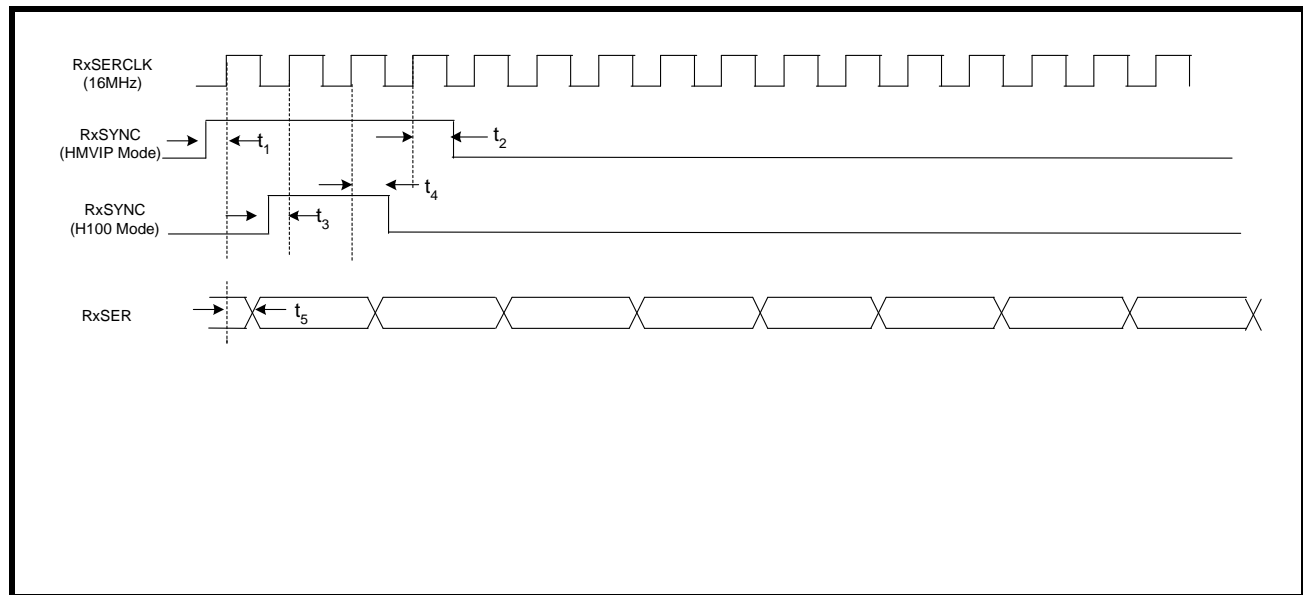 RxSERCLK
(16MHz)
RxSYNC
(HMVIP Mode)
t1
t2
t4
RxSYNC
(H100 Mode)
t3
RxSER
t5